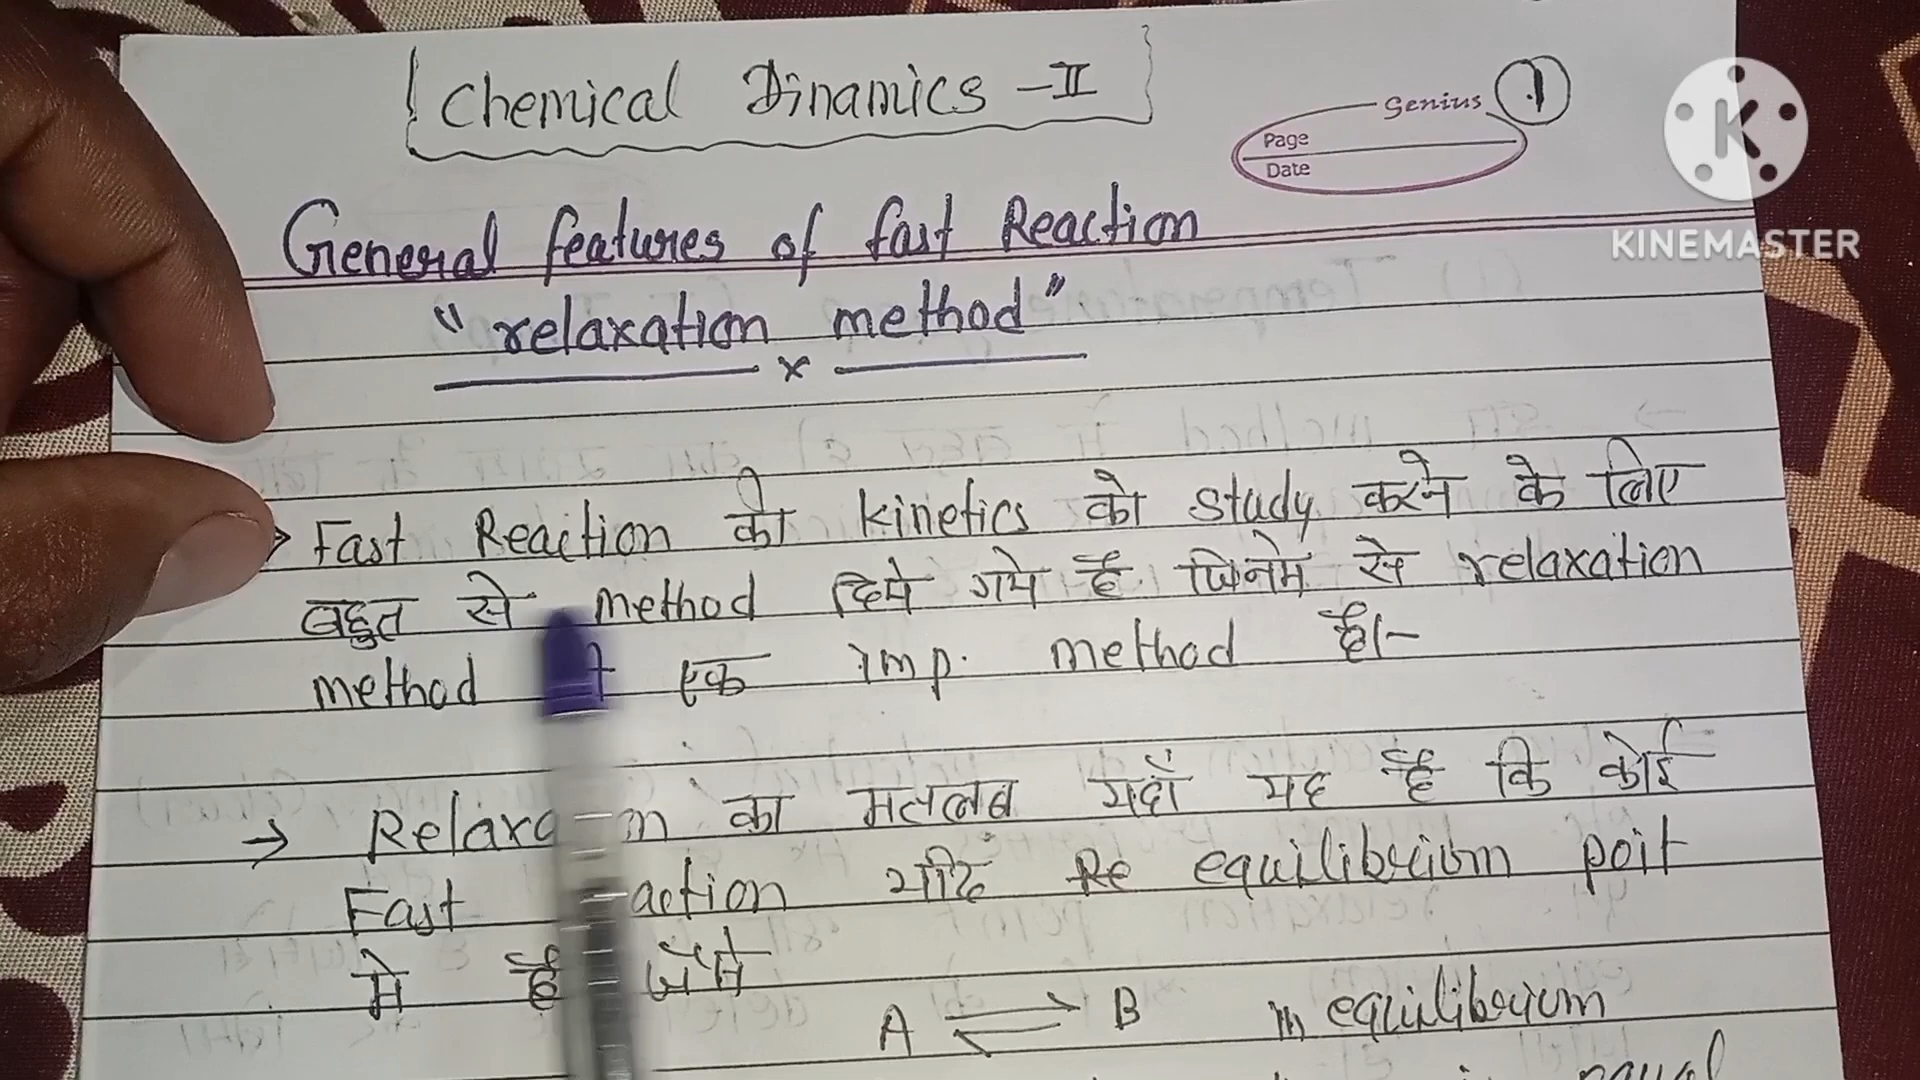 Chemical Dinamics -II
Genius 1
Page
Date
K
KINEMASTER
General features of fast Reaction
"relaxation method"
x
→ Fast Reaction की kinetics को study करने के लिए
बहुत से method दिये गये है जिनमे से relaxation
method एक imp. method है।-
→ का मतलब यहाँ यह है कि कोई
Fast action यदि Re equilibrium poit
मे है जैसे
A ⇌ B in equilibrium